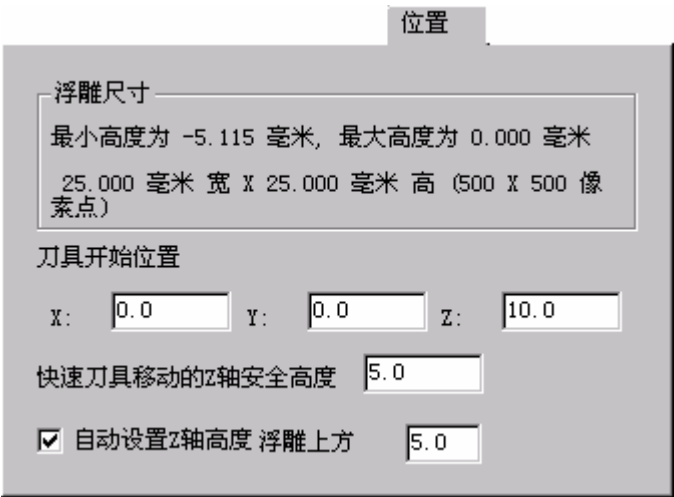 位置
浮雕尺寸
最小高度为 -5.115 毫米, 最大高度为 0.000 毫米
25.000 毫米 宽 X 25.000 毫米 高 (500 X 500 像
素点)
刀具开始位置
X: 0.0 Y: 0.0 Z: 10.0
快速刀具移动的Z轴安全高度 5.0
自动设置Z轴高度 浮雕上方 5.0